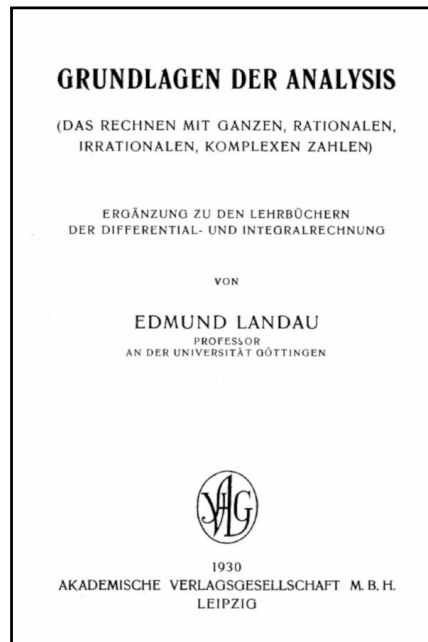 GRUNDLAGEN DER ANALYSIS
(DAS RECHNEN MIT GANZEN, RATIONALEN,
IRRATIONALEN, KOMPLEXEN ZAHLEN)
ERGÄNZUNG ZU DEN LEHRBÜCHERN
DER DIFFERENTIAL- UND INTEGRALRECHNUNG
VON
EDMUND LANDAU
PROFESSOR
AN DER UNIVERSITÄT GÖTTINGEN
VAG
1930
AKADEMISCHE VERLAGSGESELLSCHAFT M. B. H.
LEIPZIG